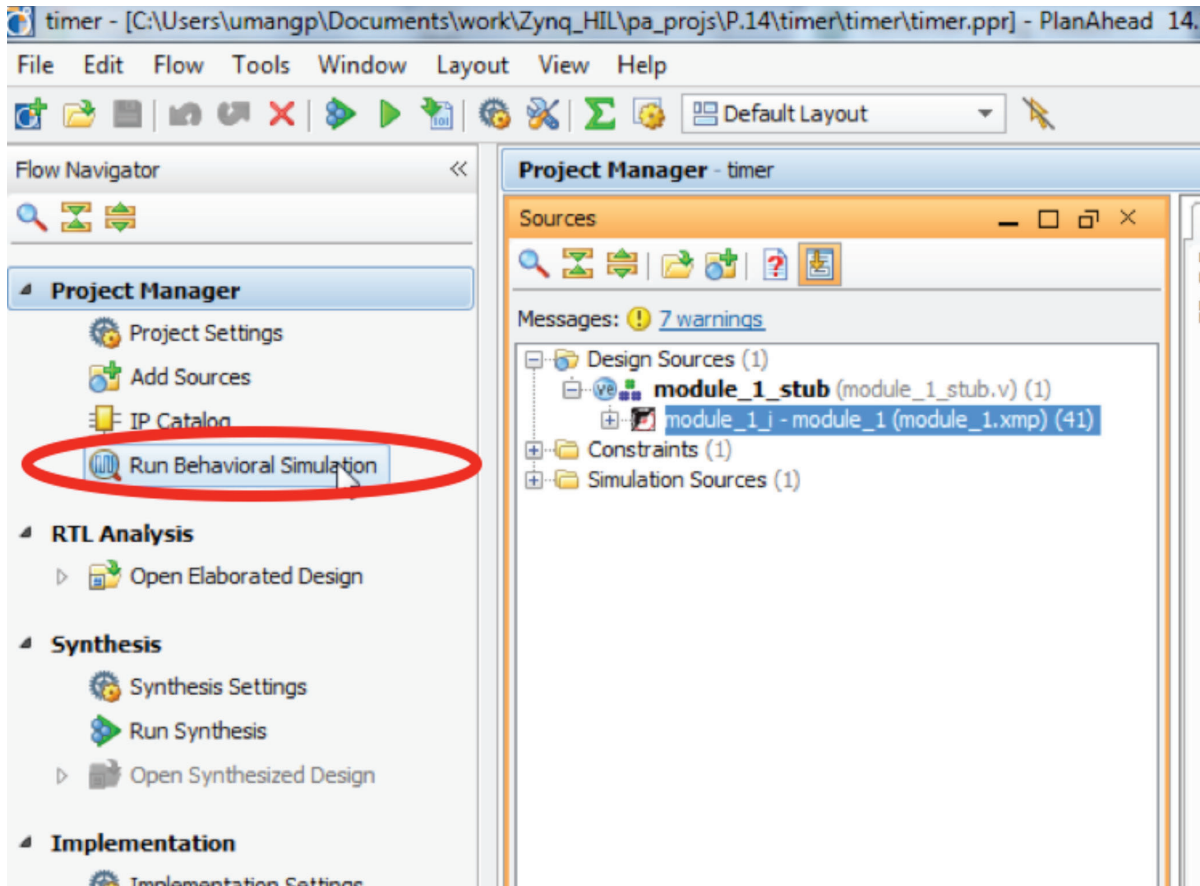 timer - [C:\Users\umangp\Documents\work\Zynq_HIL\pa_projs\P.14\timer\timer\timer.ppr] - PlanAhead 14.
File Edit Flow Tools Window Layout View Help
Default Layout
Flow Navigator
Project Manager
Project Settings
Add Sources
IP Catalog
Run Behavioral Simulation
RTL Analysis
Open Elaborated Design
Synthesis
Synthesis Settings
Run Synthesis
Open Synthesized Design
Implementation
Implementation Settings
Project Manager - timer
Sources
Messages: 7 warnings
Design Sources (1)
module_1_stub (module_1_stub.v) (1)
module_1_i - module_1 (module_1.xmp) (41)
Constraints (1)
Simulation Sources (1)